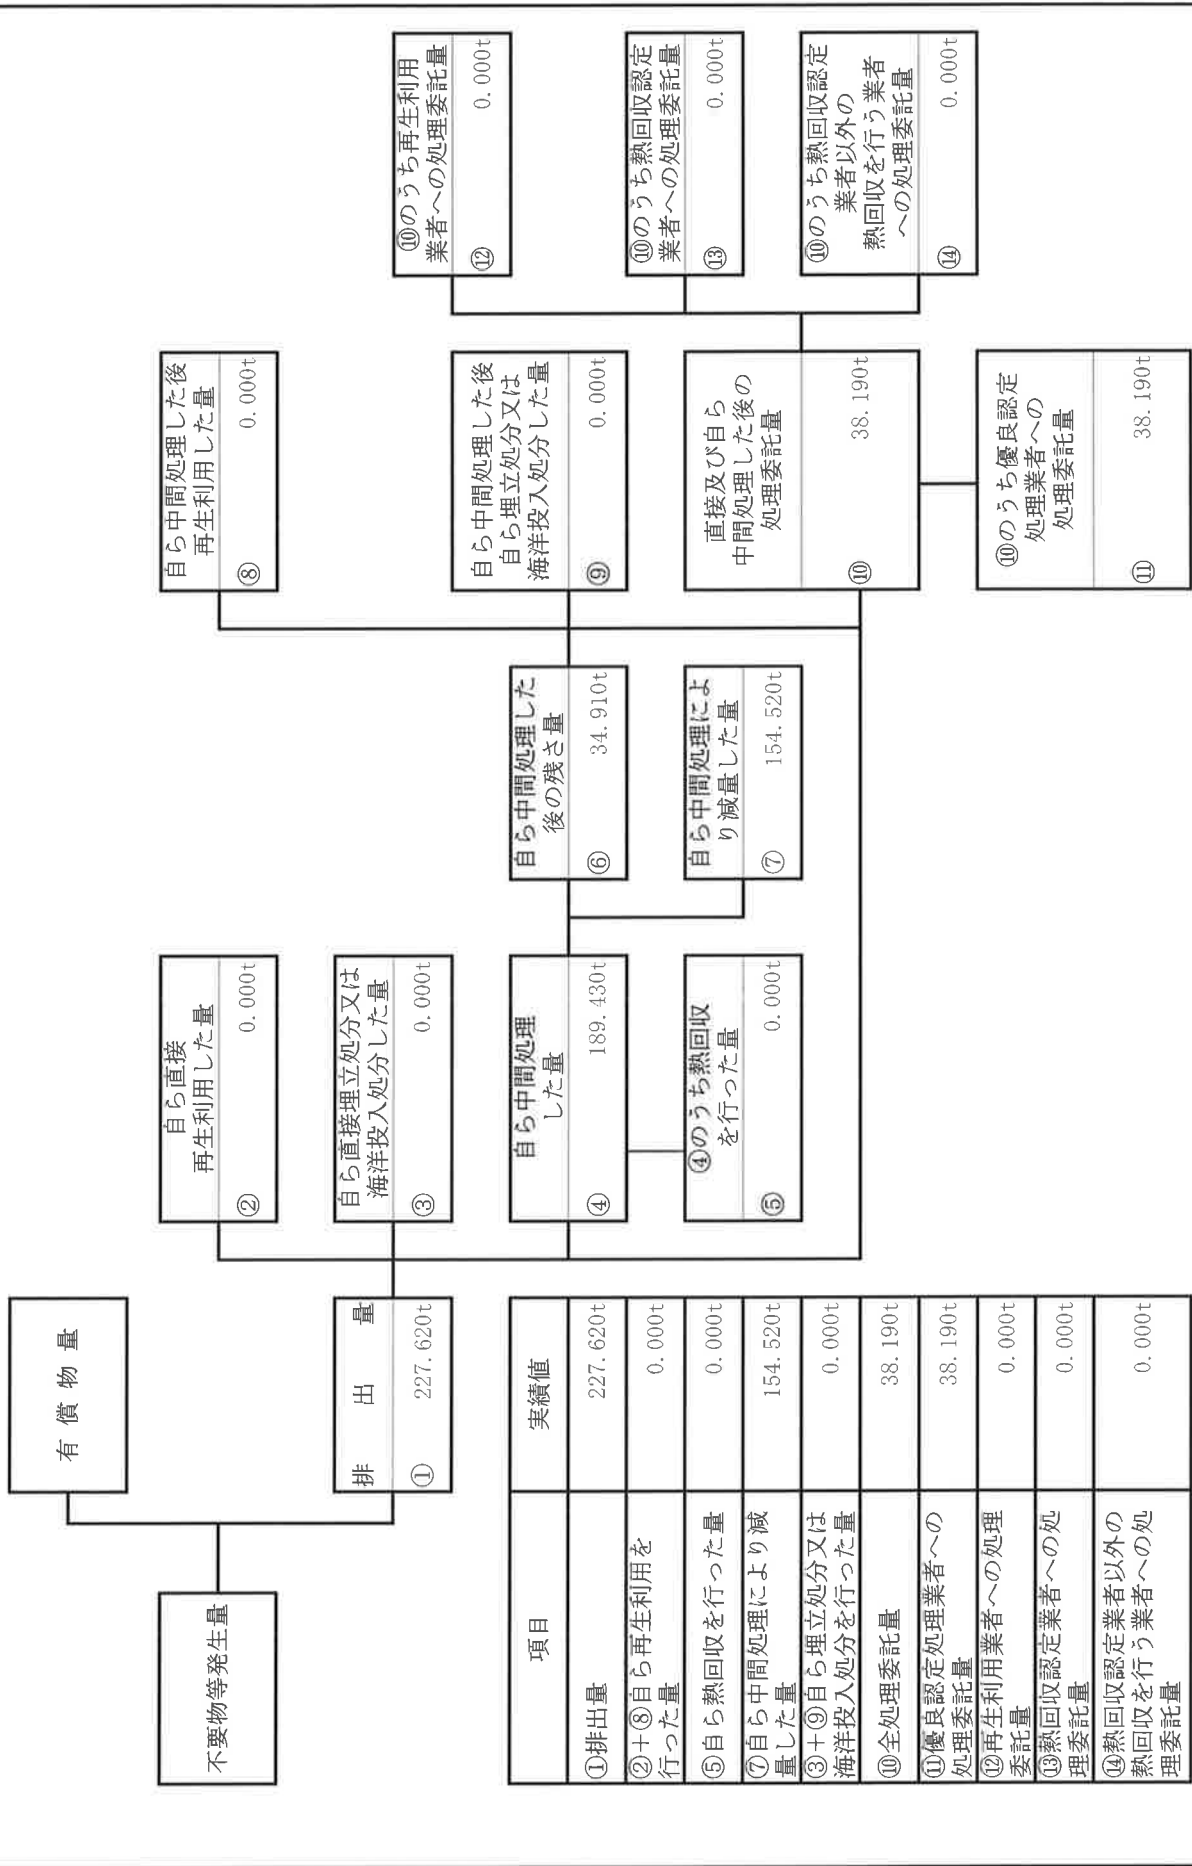 不要物等発生量
有償物量
排出量
① 227.620t
自ら直接
再生利用した量
② 0.000t
自ら直接埋立処分又は
海洋投入処分した量
③ 0.000t
自ら中間処理
した量
④ 189.430t
④のうち熱回収
を行った量
⑤ 0.000t
自ら中間処理した
後の残さ量
⑥ 34.910t
自ら中間処理によ
り減量した量
⑦ 154.520t
自ら中間処理した後
再生利用した量
⑧ 0.000t
自ら中間処理した後
自ら埋立処分又は
海洋投入処分した量
⑨ 0.000t
直接及び自ら
中間処理した後の
処理委託量
⑩ 38.190t
⑩のうち優良認定
処理業者への
処理委託量
⑪ 38.190t
⑩のうち再生利用
業者への処理委託量
⑫ 0.000t
⑩のうち熱回収認定
業者への処理委託量
⑬ 0.000t
⑩のうち熱回収認定
業者以外の
熱回収を行う業者
への処理委託量
⑭ 0.000t
項目 実績値
①排出量 227.620t
②+⑧自ら再生利用を
行った量 0.000t
⑤自ら熱回収を行った量 0.000t
⑦自ら中間処理により減
量した量 154.520t
③+⑨自ら埋立処分又は
海洋投入処分を行った量 0.000t
⑩全処理委託量 38.190t
⑪優良認定処理業者への
処理委託量 38.190t
⑫再生利用業者への処理
委託量 0.000t
⑬熱回収認定業者への処
理委託量 0.000t
⑭熱回収認定業者以外の
熱回収を行う業者への処
理委託量 0.000t